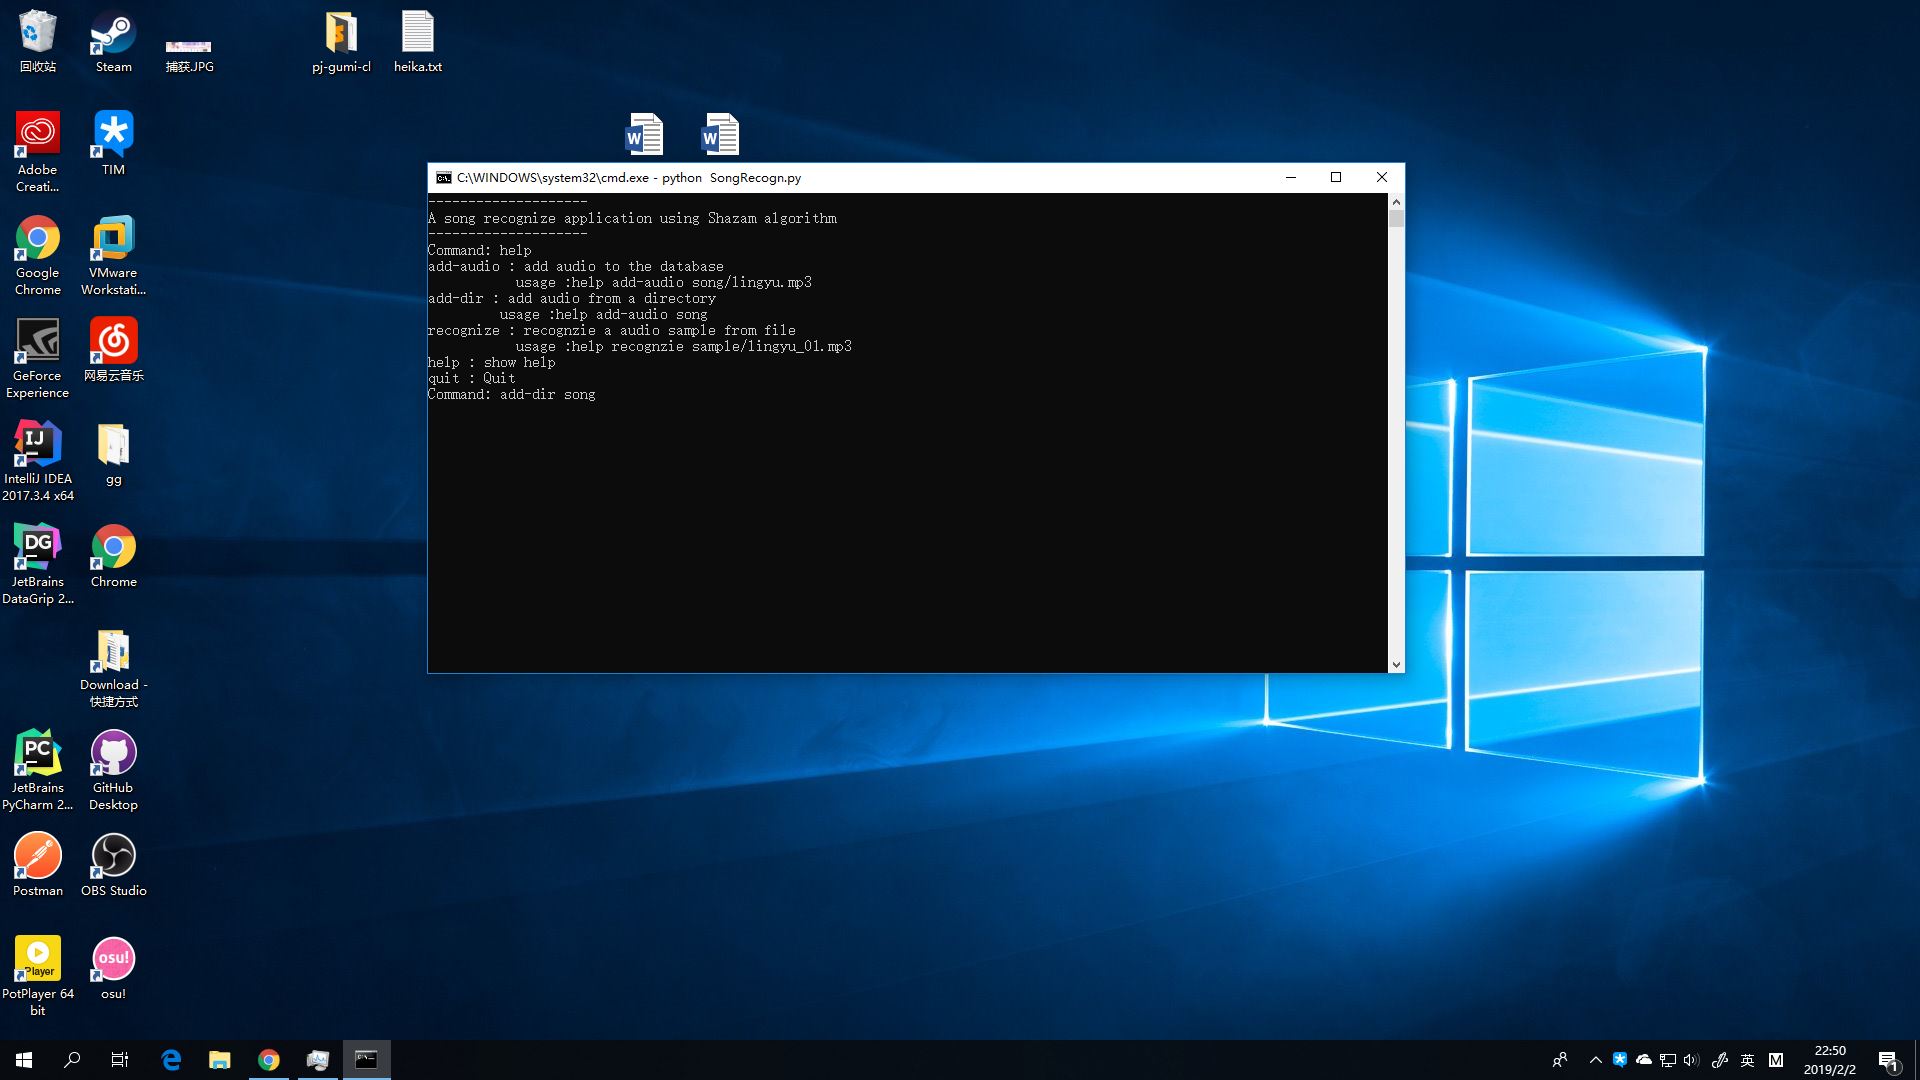 回收站
Steam
捕获.JPG
pj-gumi-cl
heika.txt
Adobe
Creati...
TIM
Google
Chrome
VMware
Workstati...
GeForce
Experience
网易云音乐
IJ
IntelliJ IDEA
2017.3.4 x64
gg
DG
JetBrains
DataGrip 2...
Chrome
Download -
快捷方式
PC
JetBrains
PyCharm 2...
GitHub
Desktop
Postman
OBS Studio
Player
PotPlayer 64
bit
osu!
osu!
W
W
C:\WINDOWS\system32\cmd.exe - python  SongRecogn.py
--------------------
A song recognize application using Shazam algorithm
--------------------
Command: help
add-audio : add audio to the database
usage :help add-audio song/lingyu.mp3
add-dir : add audio from a directory
usage :help add-audio song
recognize : recognzie a audio sample from file
usage :help recognzie sample/lingyu_01.mp3
help : show help
quit : Quit
Command: add-dir song
英
M
22:50
2019/2/2
1